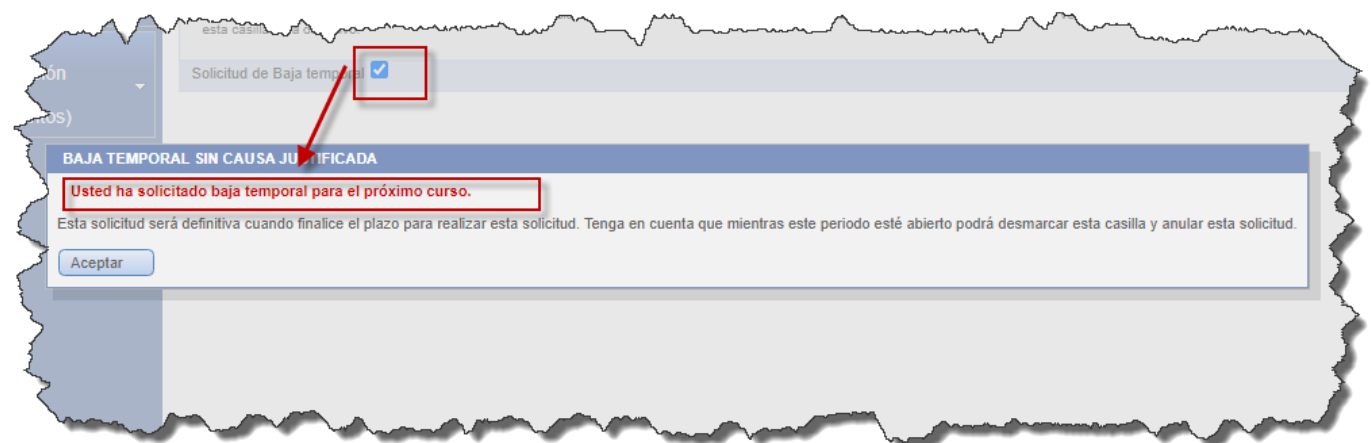 esta casilla
Solicitud de Baja temporal
BAJA TEMPORAL SIN CAUSA JUSTIFICADA
Usted ha solicitado baja temporal para el próximo curso.
Esta solicitud será definitiva cuando finalice el plazo para realizar esta solicitud. Tenga en cuenta que mientras este periodo esté abierto podrá desmarcar esta casilla y anular esta solicitud.
Aceptar